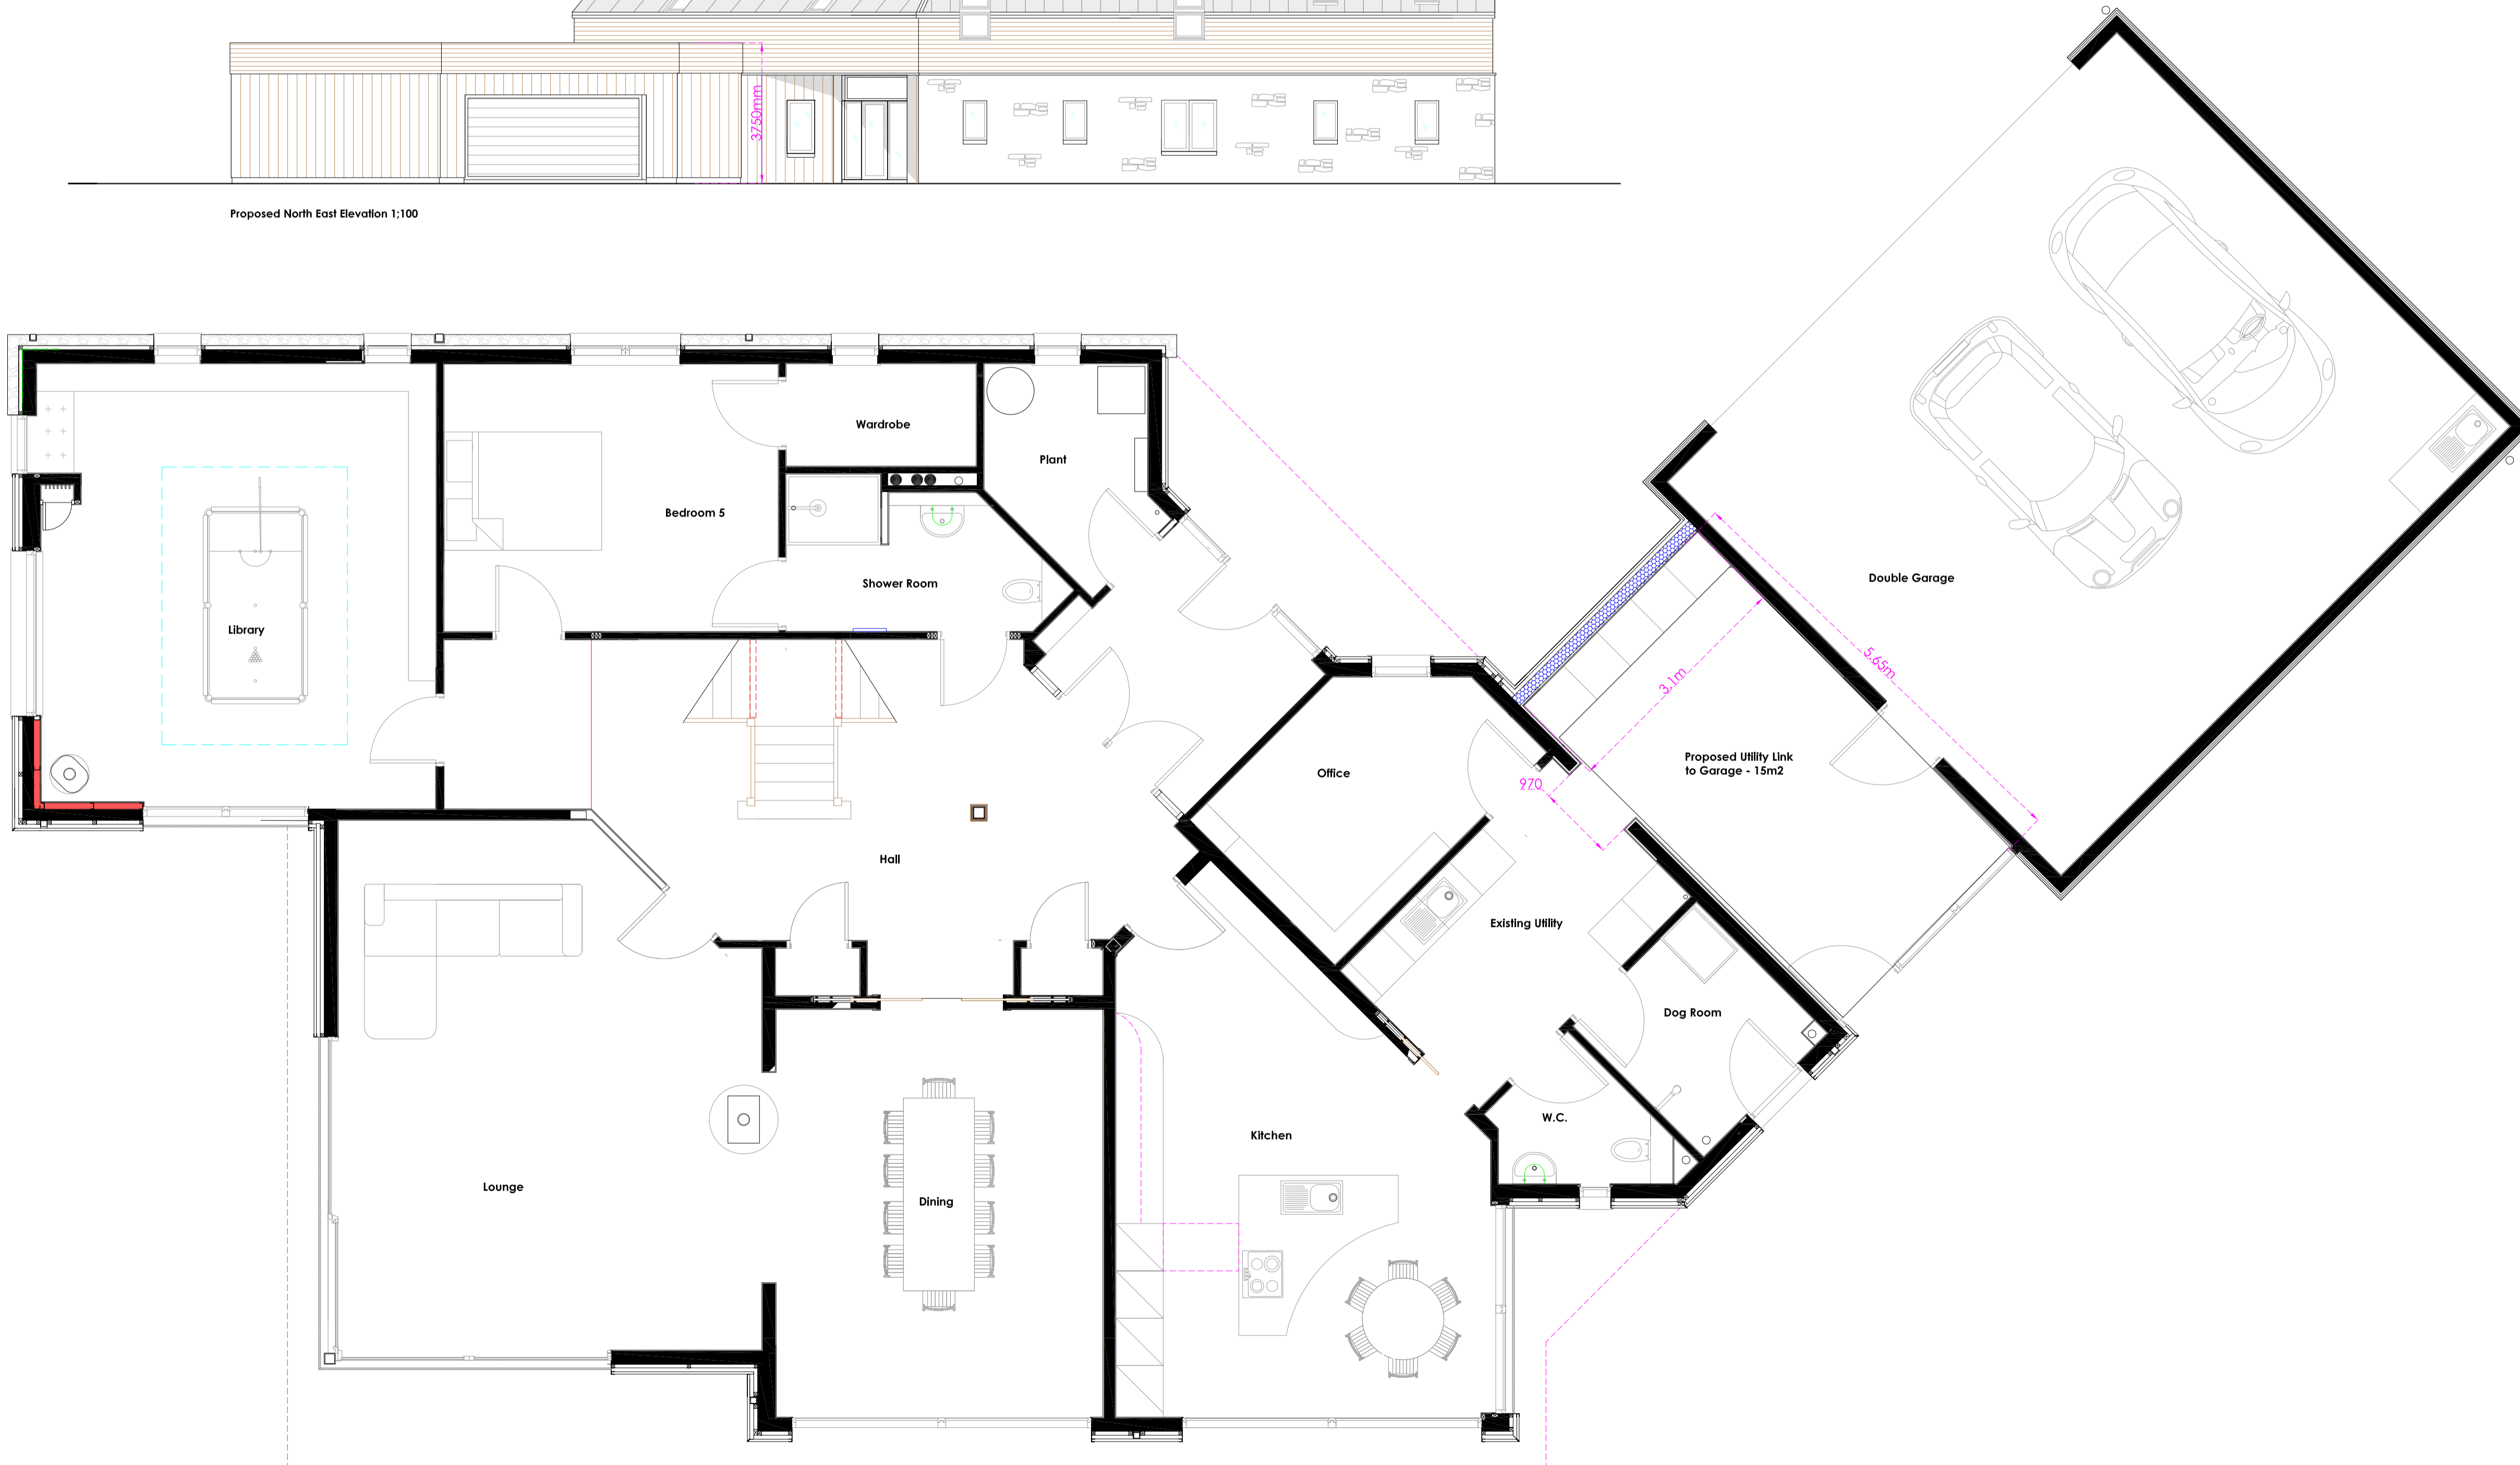 3750mm
Proposed North East Elevation 1;100
Wardrobe
Plant
Bedroom 5
Shower Room
Double Garage
Library
5.65m
3.1m
Proposed Utility Link
to Garage - 15m2
Office
970
Hall
Existing Utility
Dog Room
W.C.
Kitchen
Lounge
Dining